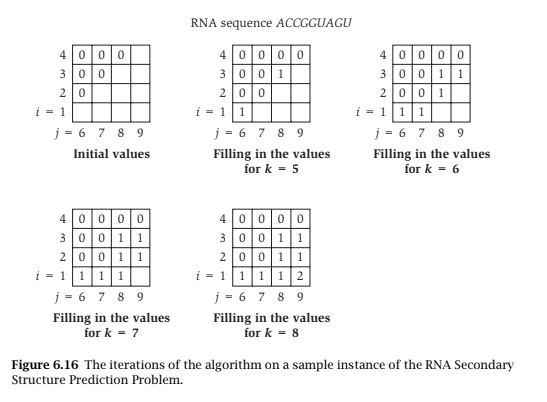 RNA sequence ACCGGUAGU
4 0 0 0
3 0 0
2 0
i = 1
j = 6 7 8 9
Initial values
4 0 0 0 0
3 0 0 1
2 0 0
i = 1 1
j = 6 7 8 9
Filling in the values
for k = 5
4 0 0 0 0
3 0 0 1 1
2 0 0 1
i = 1 1 1
j = 6 7 8 9
Filling in the values
for k = 6
4 0 0 0 0
3 0 0 1 1
2 0 0 1 1
i = 1 1 1 1
j = 6 7 8 9
Filling in the values
for k = 7
4 0 0 0 0
3 0 0 1 1
2 0 0 1 1
i = 1 1 1 1 2
j = 6 7 8 9
Filling in the values
for k = 8
Figure 6.16 The iterations of the algorithm on a sample instance of the RNA Secondary
Structure Prediction Problem.